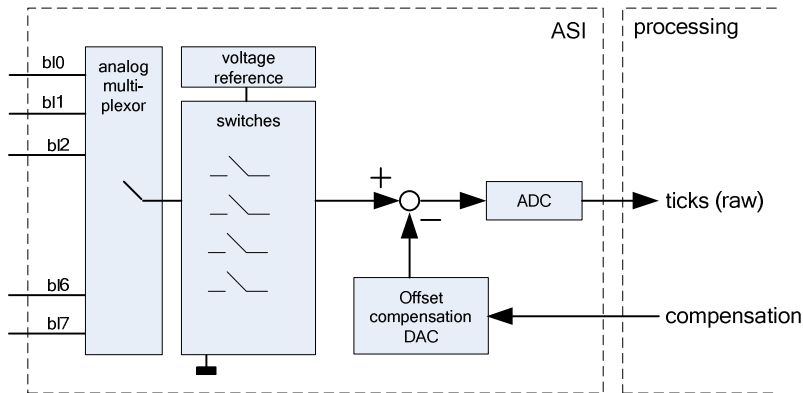 ASI
processing
bl0
bl1
bl2
bl6
bl7
analog
multi-
plexor
voltage
reference
switches
+
−
ADC
ticks (raw)
Offset
compensation
DAC
compensation